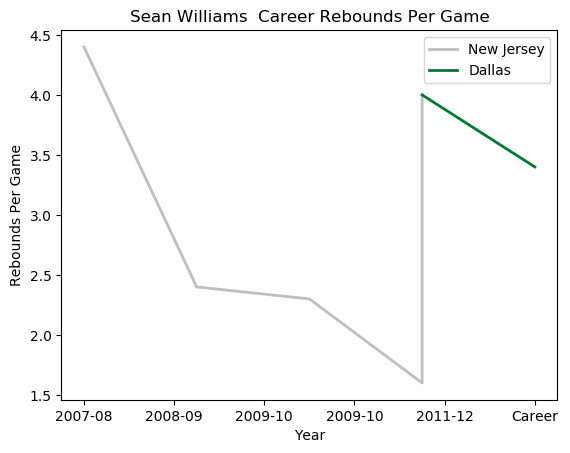 Sean Williams  Career Rebounds Per Game
4.5
4.0
3.5
3.0
2.5
2.0
1.5
Rebounds Per Game
New Jersey
Dallas
2007-08 2008-09 2009-10 2009-10 2011-12 Career
Year